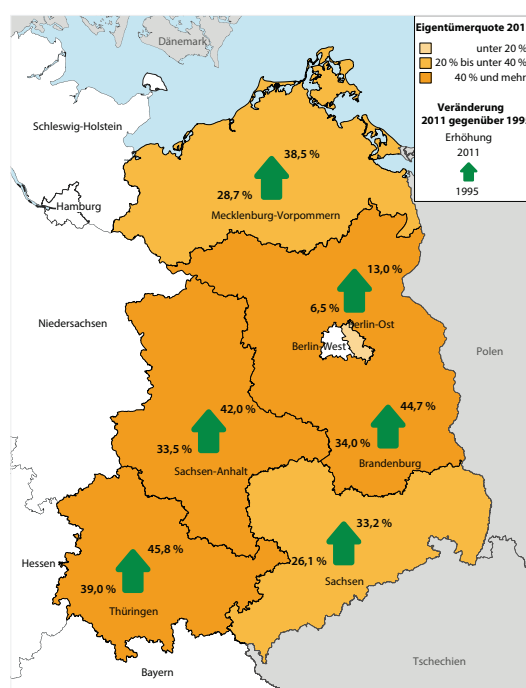 Eigentümerquote 201
unter 20 %
20 % bis unter 40 %
40 % und mehr
Veränderung
2011 gegenüber 199
Erhöhung
2011
1995
Dänemark
Schleswig-Holstein
Hamburg
38,5 %
28,7 %
Mecklenburg-Vorpommern
13,0 %
6,5 %
Berlin-Ost
Berlin-West
Niedersachsen
Polen
42,0 %
33,5 %
Sachsen-Anhalt
44,7 %
34,0 %
Brandenburg
33,2 %
26,1 %
Sachsen
Hessen
45,8 %
39,0 %
Thüringen
Bayern
Tschechien